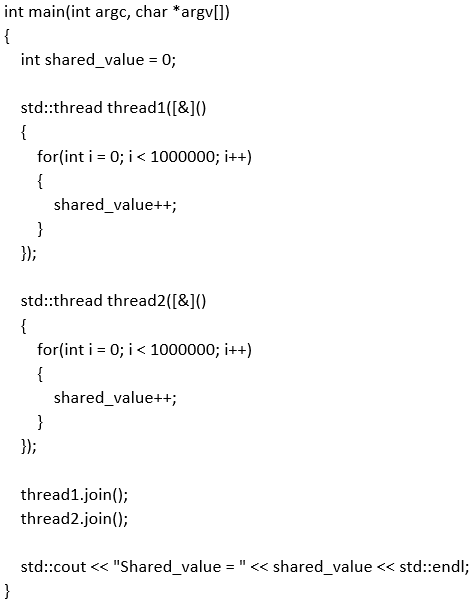 int main(int argc, char *argv[])
{
int shared_value = 0;
std::thread thread1([&]()
{
for(int i = 0; i < 1000000; i++)
{
shared_value++;
}
});
std::thread thread2([&]()
{
for(int i = 0; i < 1000000; i++)
{
shared_value++;
}
});
thread1.join();
thread2.join();
std::cout << "Shared_value = " << shared_value << std::endl;
}